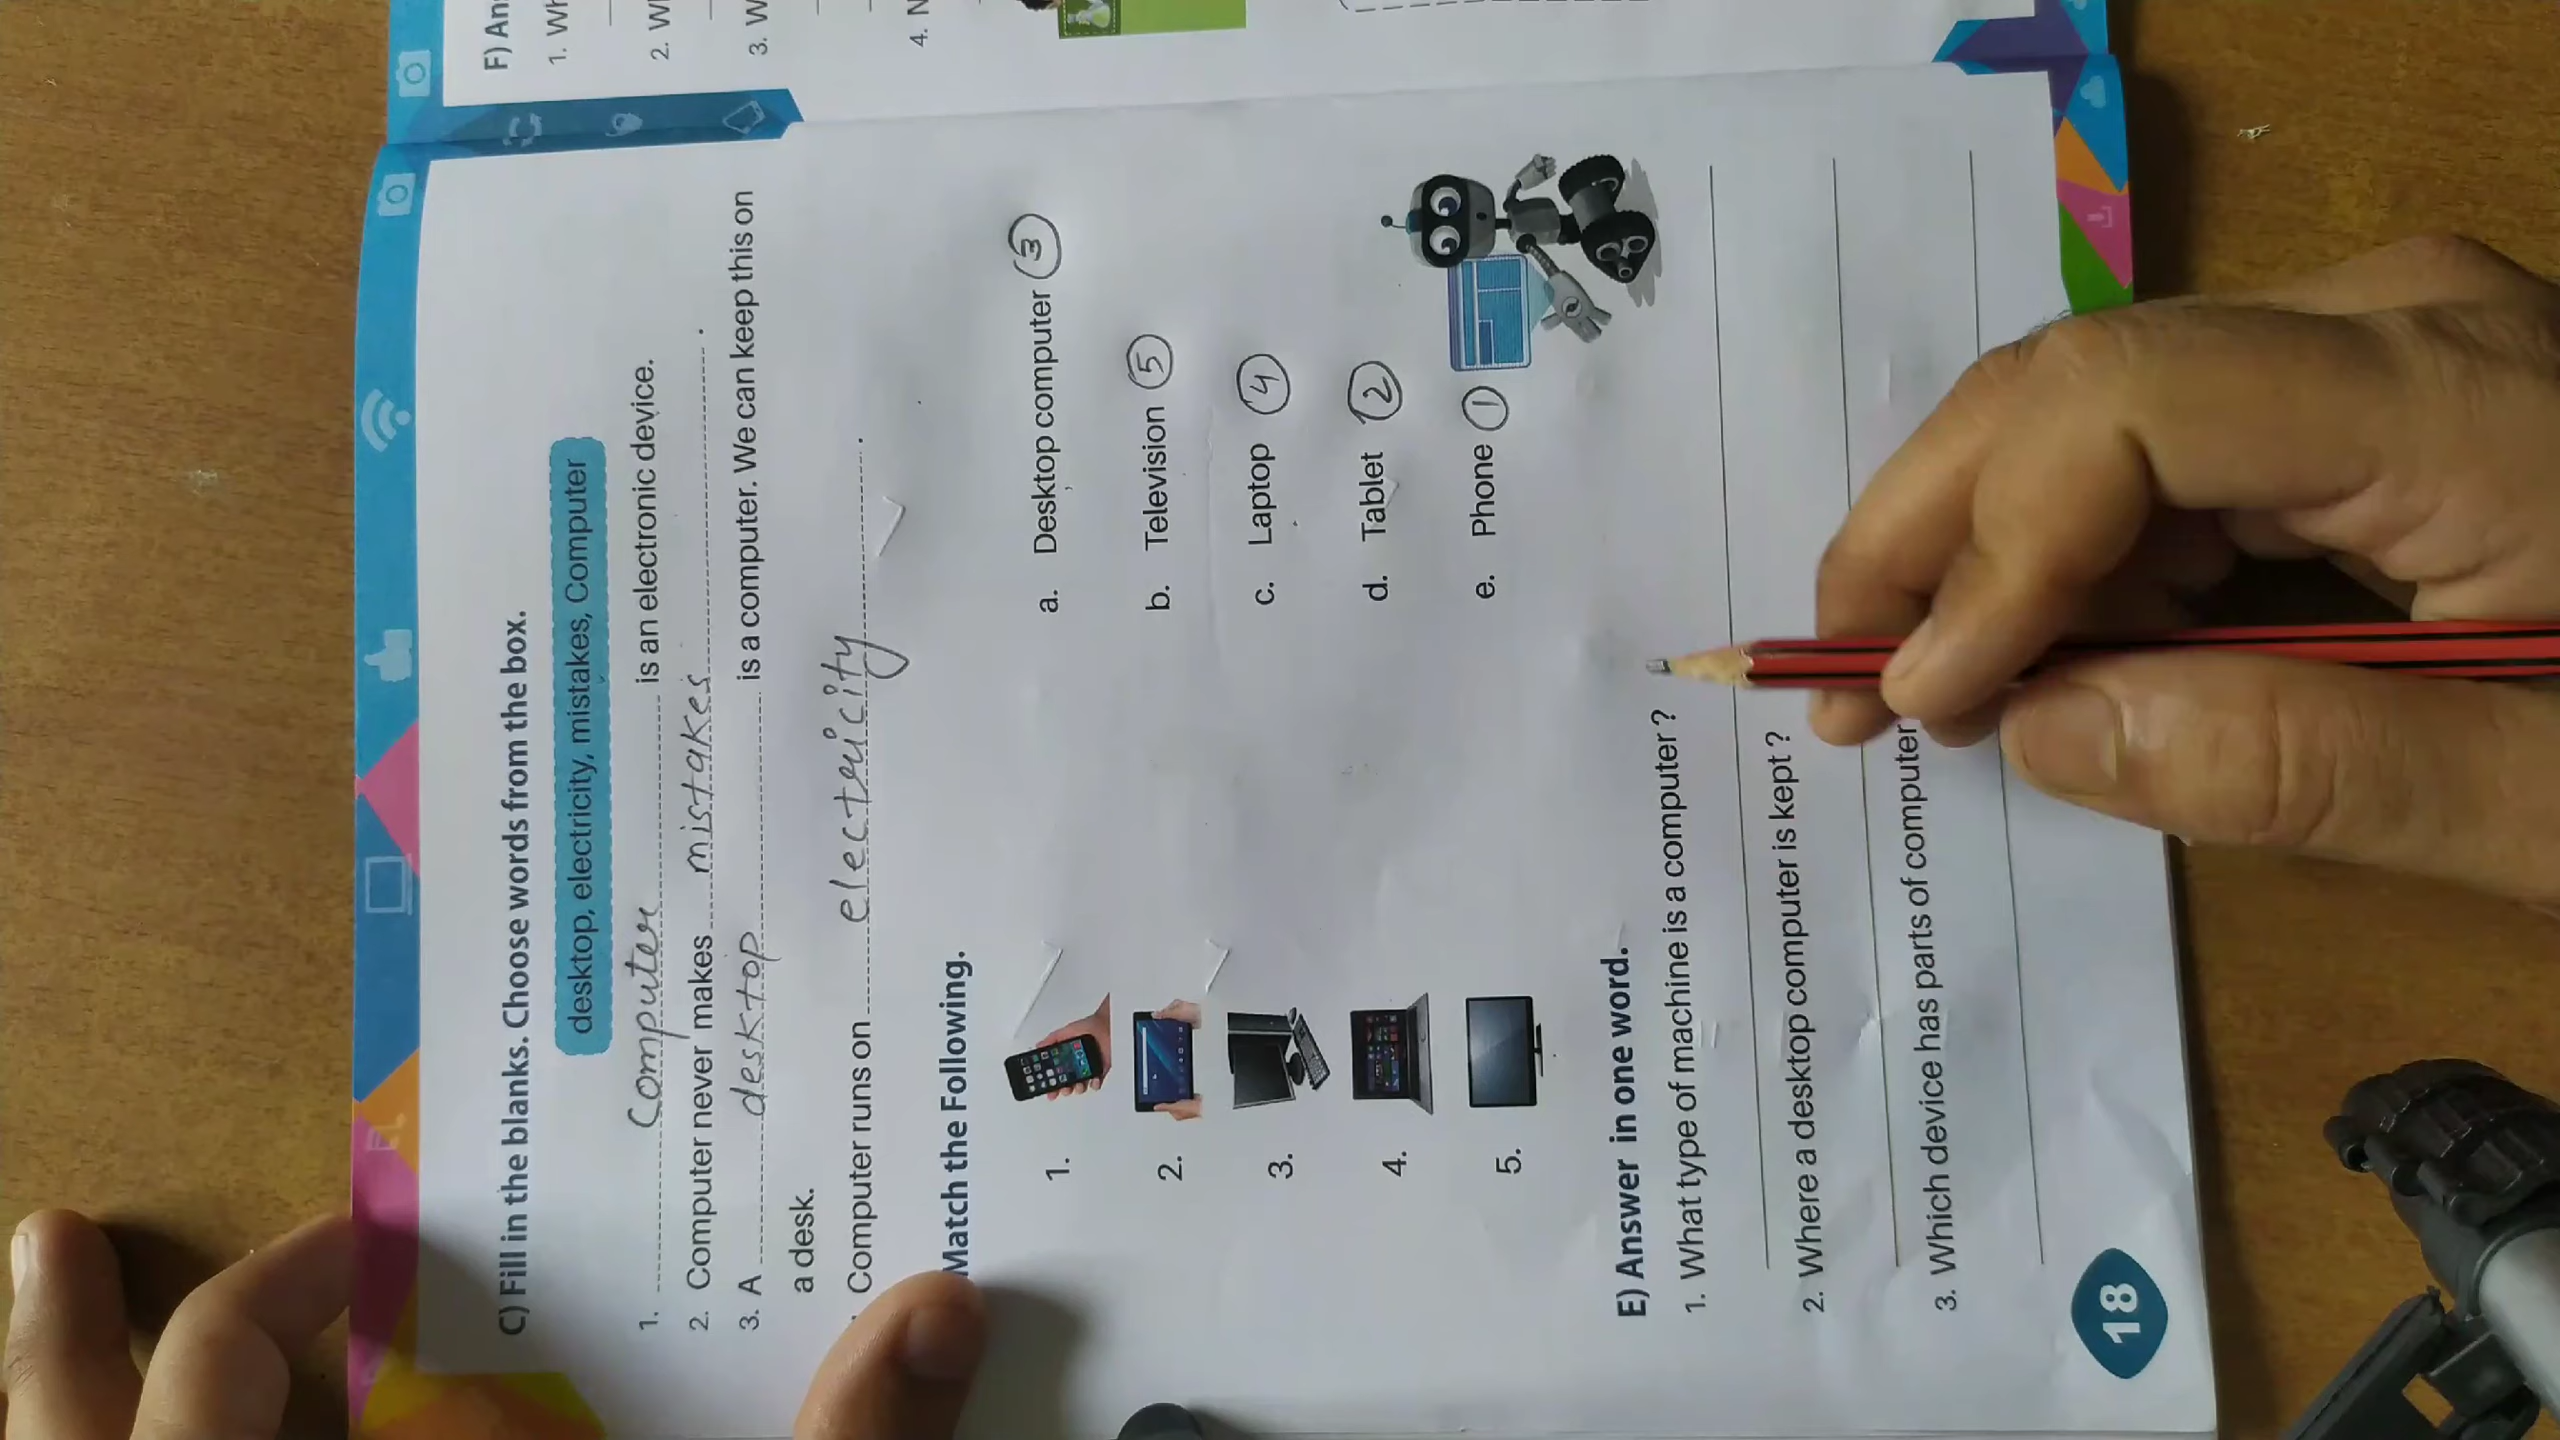 C) Fill in the blanks. Choose words from the box.
desktop, electricity, mistakes, Computer
1. Computer is an electronic device.
2. Computer never makes mistakes.
3. A desktop is a computer. We can keep this on
a desk.
Computer runs on electricity.
Match the Following.
1. a. Desktop computer 3
2. b. Television 5
3. c. Laptop 4
4. d. Tablet 2
5. e. Phone 1
E) Answer in one word.
1. What type of machine is a computer ?
2. Where a desktop computer is kept ?
3. Which device has parts of computer
18
F)
1.
2.
3.
4.